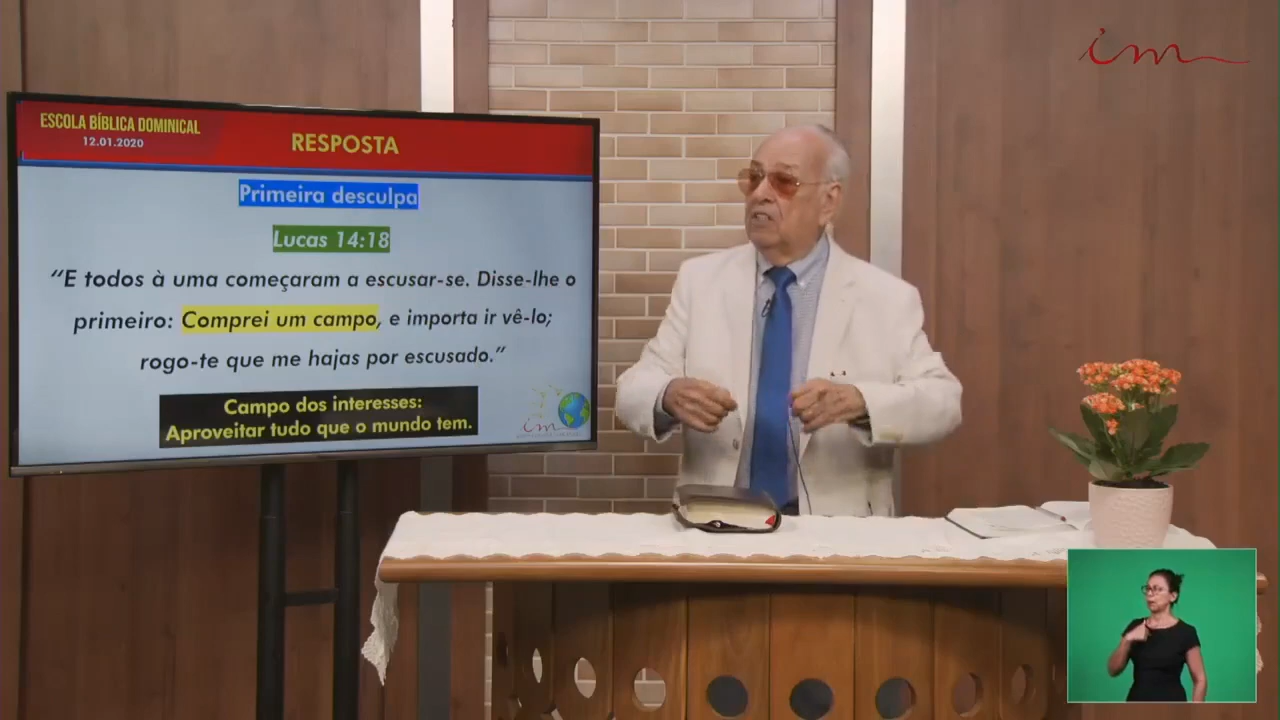 im
ESCOLA BÍBLICA DOMINICAL
12.01.2020
RESPOSTA
Primeira desculpa
Lucas 14:18
“E todos à uma começaram a escusar-se. Disse-lhe o
primeiro: Comprei um campo, e importa ir vê-lo;
rogo-te que me hajas por escusado.”
Campo dos interesses:
Aproveitar tudo que o mundo tem.
im